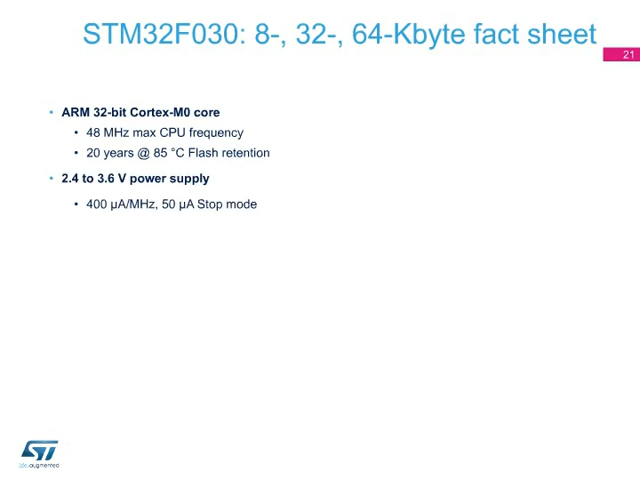 STM32F030: 8-, 32-, 64-Kbyte fact sheet
21
• ARM 32-bit Cortex-M0 core
• 48 MHz max CPU frequency
• 20 years @ 85 °C Flash retention
• 2.4 to 3.6 V power supply
• 400 µA/MHz, 50 µA Stop mode
ST
life.augmented